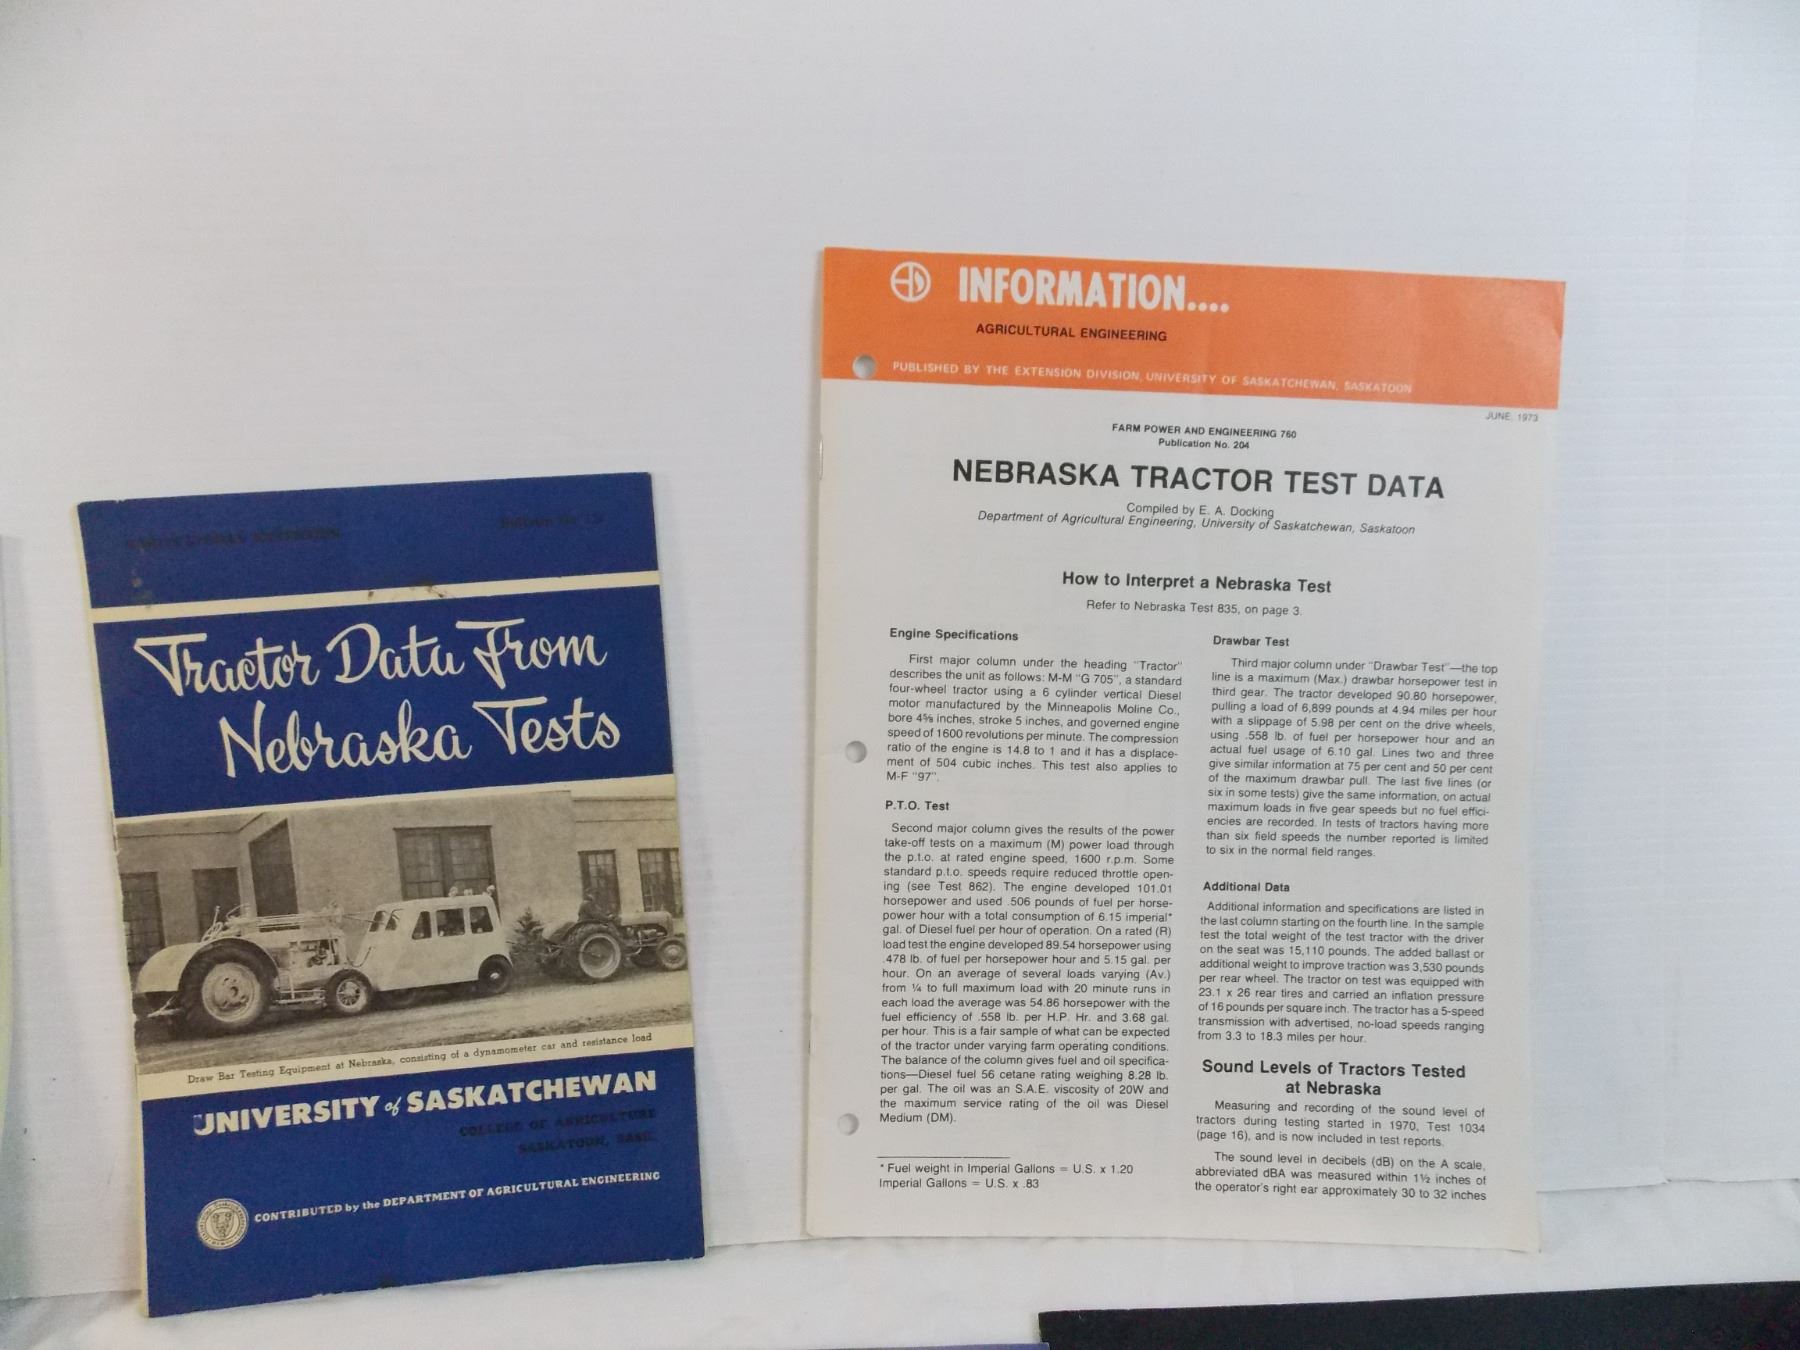 AGRICULTURAL EXTENSION
Tractor Data From
Nebraska Tests
Draw Bar Testing Equipment at Nebraska, consisting of a dynamometer car and resistance load
UNIVERSITY of SASKATCHEWAN
COLLEGE OF AGRICULTURE
SASKATOON, SASK.
CONTRIBUTED by the DEPARTMENT OF AGRICULTURAL ENGINEERING
INFORMATION....
AGRICULTURAL ENGINEERING
PUBLISHED BY THE EXTENSION DIVISION, UNIVERSITY OF SASKATCHEWAN, SASKATOON
JUNE, 1973
FARM POWER AND ENGINEERING 760
Publication No. 204
NEBRASKA TRACTOR TEST DATA
Compiled by E. A. Docking
Department of Agricultural Engineering, University of Saskatchewan, Saskatoon
How to Interpret a Nebraska Test
Refer to Nebraska Test 835, on page 3.
Engine Specifications
First major column under the heading "Tractor"
describes the unit as follows: M-M "G 705", a standard
four-wheel tractor using a 6 cylinder vertical Diesel
motor manufactured by the Minneapolis Moline Co.,
bore 4⅝ inches, stroke 5 inches, and governed engine
speed of 1600 revolutions per minute. The compression
ratio of the engine is 14.8 to 1 and it has a displace-
ment of 504 cubic inches. This test also applies to
M-F "97".
P.T.O. Test
Second major column gives the results of the power
take-off tests on a maximum (M) power load through
the p.t.o. at rated engine speed, 1600 r.p.m. Some
standard p.t.o. speeds require reduced throttle open-
ing (see Test 862). The engine developed 101.01
horsepower and used .506 pounds of fuel per horse-
power hour with a total consumption of 6.15 imperial*
gal. of Diesel fuel per hour of operation. On a rated (R)
load test the engine developed 89.54 horsepower using
.478 lb. of fuel per horsepower hour and 5.15 gal. per
hour. On an average of several loads varying (Av.)
from ¼ to full maximum load with 20 minute runs in
each load the average was 54.86 horsepower with the
fuel efficiency of .558 lb. per H.P. Hr. and 3.68 gal.
per hour. This is a fair sample of what can be expected
of the tractor under varying farm operating conditions.
The balance of the column gives fuel and oil specifica-
tions—Diesel fuel 56 cetane rating weighing 8.28 lb.
per gal. The oil was an S.A.E. viscosity of 20W and
the maximum service rating of the oil was Diesel
Medium (DM).
* Fuel weight in Imperial Gallons = U.S. x 1.20
Imperial Gallons = U.S. x .83
Drawbar Test
Third major column under "Drawbar Test"—the top
line is a maximum (Max.) drawbar horsepower test in
third gear. The tractor developed 90.80 horsepower,
pulling a load of 6,899 pounds at 4.94 miles per hour
with a slippage of 5.98 per cent on the drive wheels,
using .558 lb. of fuel per horsepower hour and an
actual fuel usage of 6.10 gal. Lines two and three
give similar information at 75 per cent and 50 per cent
of the maximum drawbar pull. The last five lines (or
six in some tests) give the same information, on actual
maximum loads in five gear speeds but no fuel effici-
encies are recorded. In tests of tractors having more
than six field speeds the number reported is limited
to six in the normal field ranges.
Additional Data
Additional information and specifications are listed in
the last column starting on the fourth line. In the sample
test the total weight of the test tractor with the driver
on the seat was 15,110 pounds. The added ballast or
additional weight to improve traction was 3,530 pounds
per rear wheel. The tractor on test was equipped with
23.1 x 26 rear tires and carried an inflation pressure
of 16 pounds per square inch. The tractor has a 5-speed
transmission with advertised, no-load speeds ranging
from 3.3 to 18.3 miles per hour.
Sound Levels of Tractors Tested
at Nebraska
Measuring and recording of the sound level of
tractors during testing started in 1970, Test 1034
(page 16), and is now included in test reports.
The sound level in decibels (dB) on the A scale,
abbreviated dBA was measured within 1½ inches of
the operator's right ear approximately 30 to 32 inches